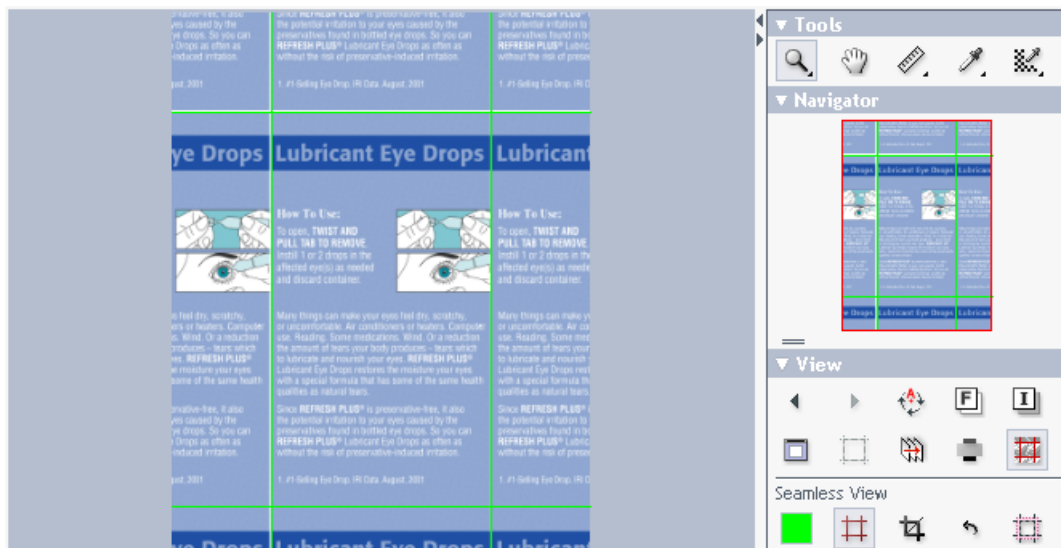 Since REFRESH PLUS® is preservative-free, it also
the potential irritation to your eyes caused by the
preservatives found in bottled eye drops. So you can
REFRESH PLUS® Lubricant Eye Drops as often as
without the risk of preservative-induced irritation.
1. #1-Selling Eye Drop, IRI Data, August, 2001
ye Drops Lubricant Eye Drops Lubricant
How To Use:
To open, TWIST AND
PULL TAB TO REMOVE.
Instill 1 or 2 drops in the
affected eye(s) as needed
and discard container.
Many things can make your eyes feel dry, scratchy,
or uncomfortable. Air conditioners or heaters. Computer
use. Reading. Some medications. Wind. Or a reduction
the amount of tears your body produces – tears which
to lubricate and nourish your eyes. REFRESH PLUS®
Lubricant Eye Drops restores the moisture your eyes
with a special formula that has some of the same health
qualities as natural tears.
Since REFRESH PLUS® is preservative-free, it also
the potential irritation to your eyes caused by the
preservatives found in bottled eye drops. So you can
REFRESH PLUS® Lubricant Eye Drops as often as
without the risk of preservative-induced irritation.
1. #1-Selling Eye Drop, IRI Data, August, 2001
ye Drops Lubricant Eye Drops Lubricant
Tools
Navigator
View
A
F
I
Seamless View